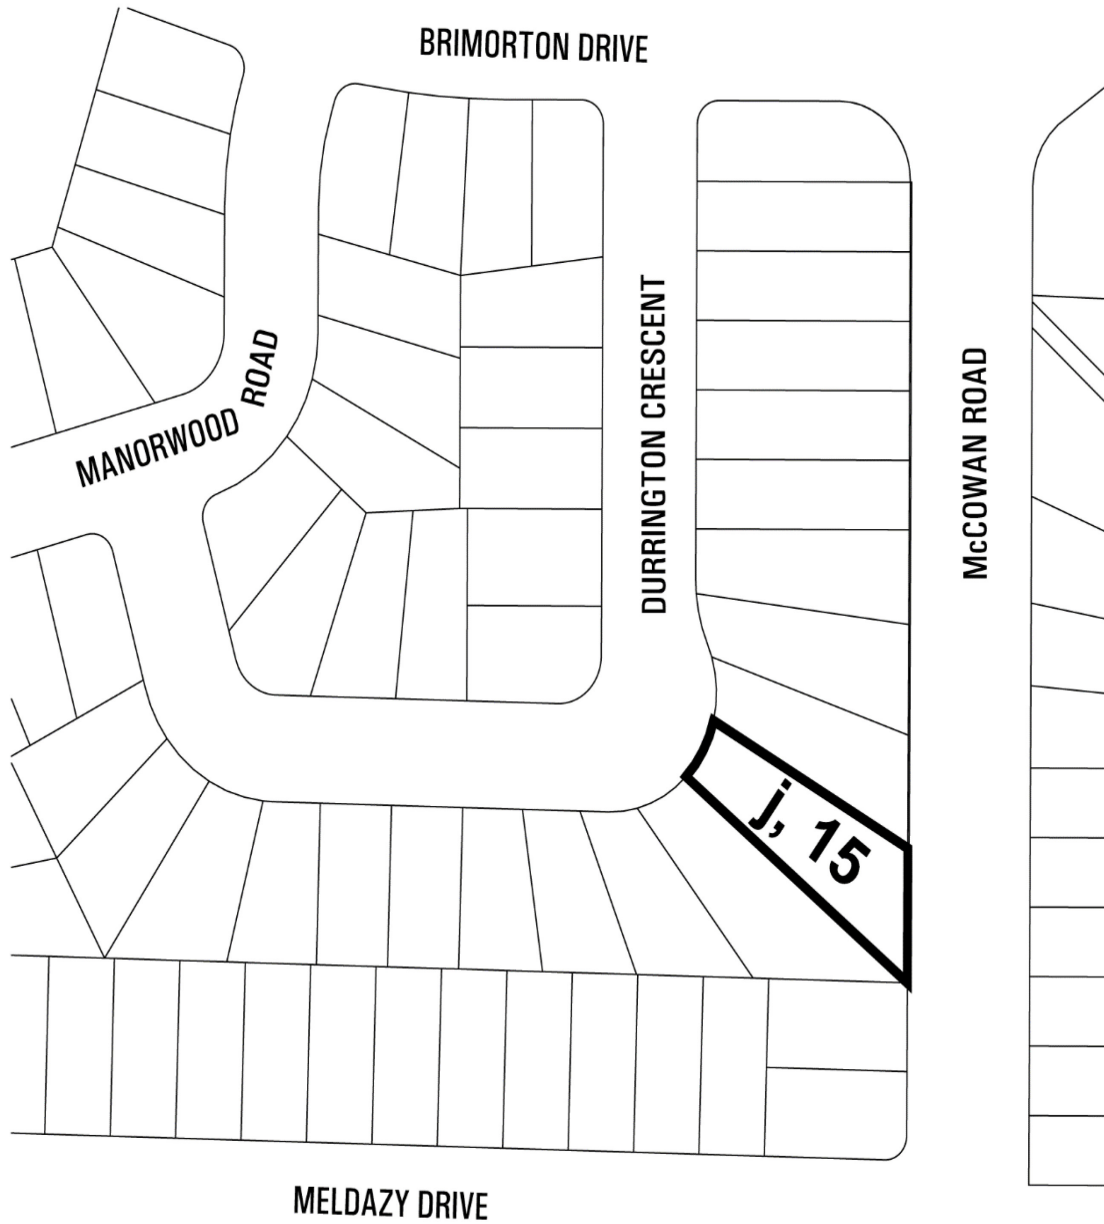 BRIMORTON DRIVE
MANORWOOD ROAD
DURRINGTON CRESCENT
McCOWAN ROAD
j, 15
MELDAZY DRIVE